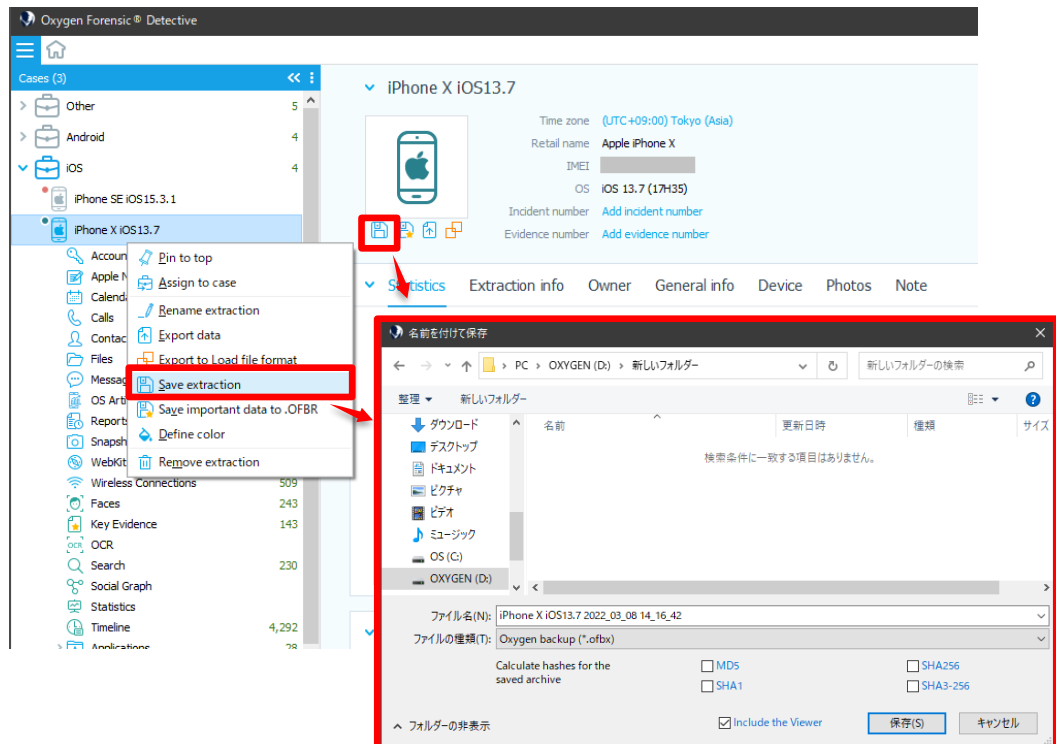 Oxygen Forensic® Detective
Cases (3)
Other 5
Android 4
iOS 4
iPhone SE iOS15.3.1
iPhone X iOS13.7
Accoun
Apple N
Calend
Calls
Contac
Files
Messag
OS Arti
Reports
Snapsh
WebKit
Wireless Connections 509
Faces 243
Key Evidence 143
OCR
Search 230
Social Graph
Statistics
Timeline 4,292
Applications 28
Pin to top
Assign to case
Rename extraction
Export data
Export to Load file format
Save extraction
Save important data to .OFBR
Define color
Remove extraction
iPhone X iOS13.7
Time zone (UTC+09:00) Tokyo (Asia)
Retail name Apple iPhone X
IMEI
OS iOS 13.7 (17H35)
Incident number Add incident number
Evidence number Add evidence number
Statistics Extraction info Owner General info Device Photos Note
名前を付けて保存
PC › OXYGEN (D:) › 新しいフォルダー
新しいフォルダーの検索
整理 新しいフォルダー
ダウンロード
デスクトップ
ドキュメント
ピクチャ
ビデオ
ミュージック
OS (C:)
OXYGEN (D:)
名前 更新日時 種類 サイズ
検索条件に一致する項目はありません。
ファイル名(N): iPhone X iOS13.7 2022_03_08 14_16_42
ファイルの種類(T): Oxygen backup (*.ofbx)
Calculate hashes for the
saved archive
MD5 SHA256
SHA1 SHA3-256
フォルダーの非表示
Include the Viewer
保存(S) キャンセル